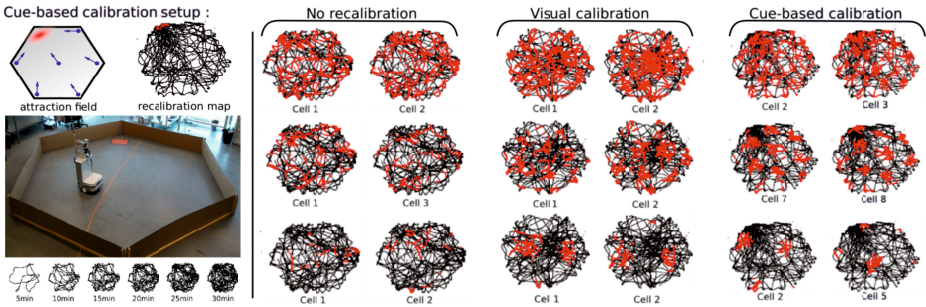 Cue-based calibration setup :
attraction field
recalibration map
5min 10min 15min 20min 25min 30min
No recalibration
Cell 1 Cell 2
Cell 1 Cell 3
Cell 1 Cell 2
Visual calibration
Cell 1 Cell 2
Cell 1 Cell 2
Cell 1 Cell 2
Cue-based calibration
Cell 2 Cell 3
Cell 7 Cell 8
Cell 2 Cell 5